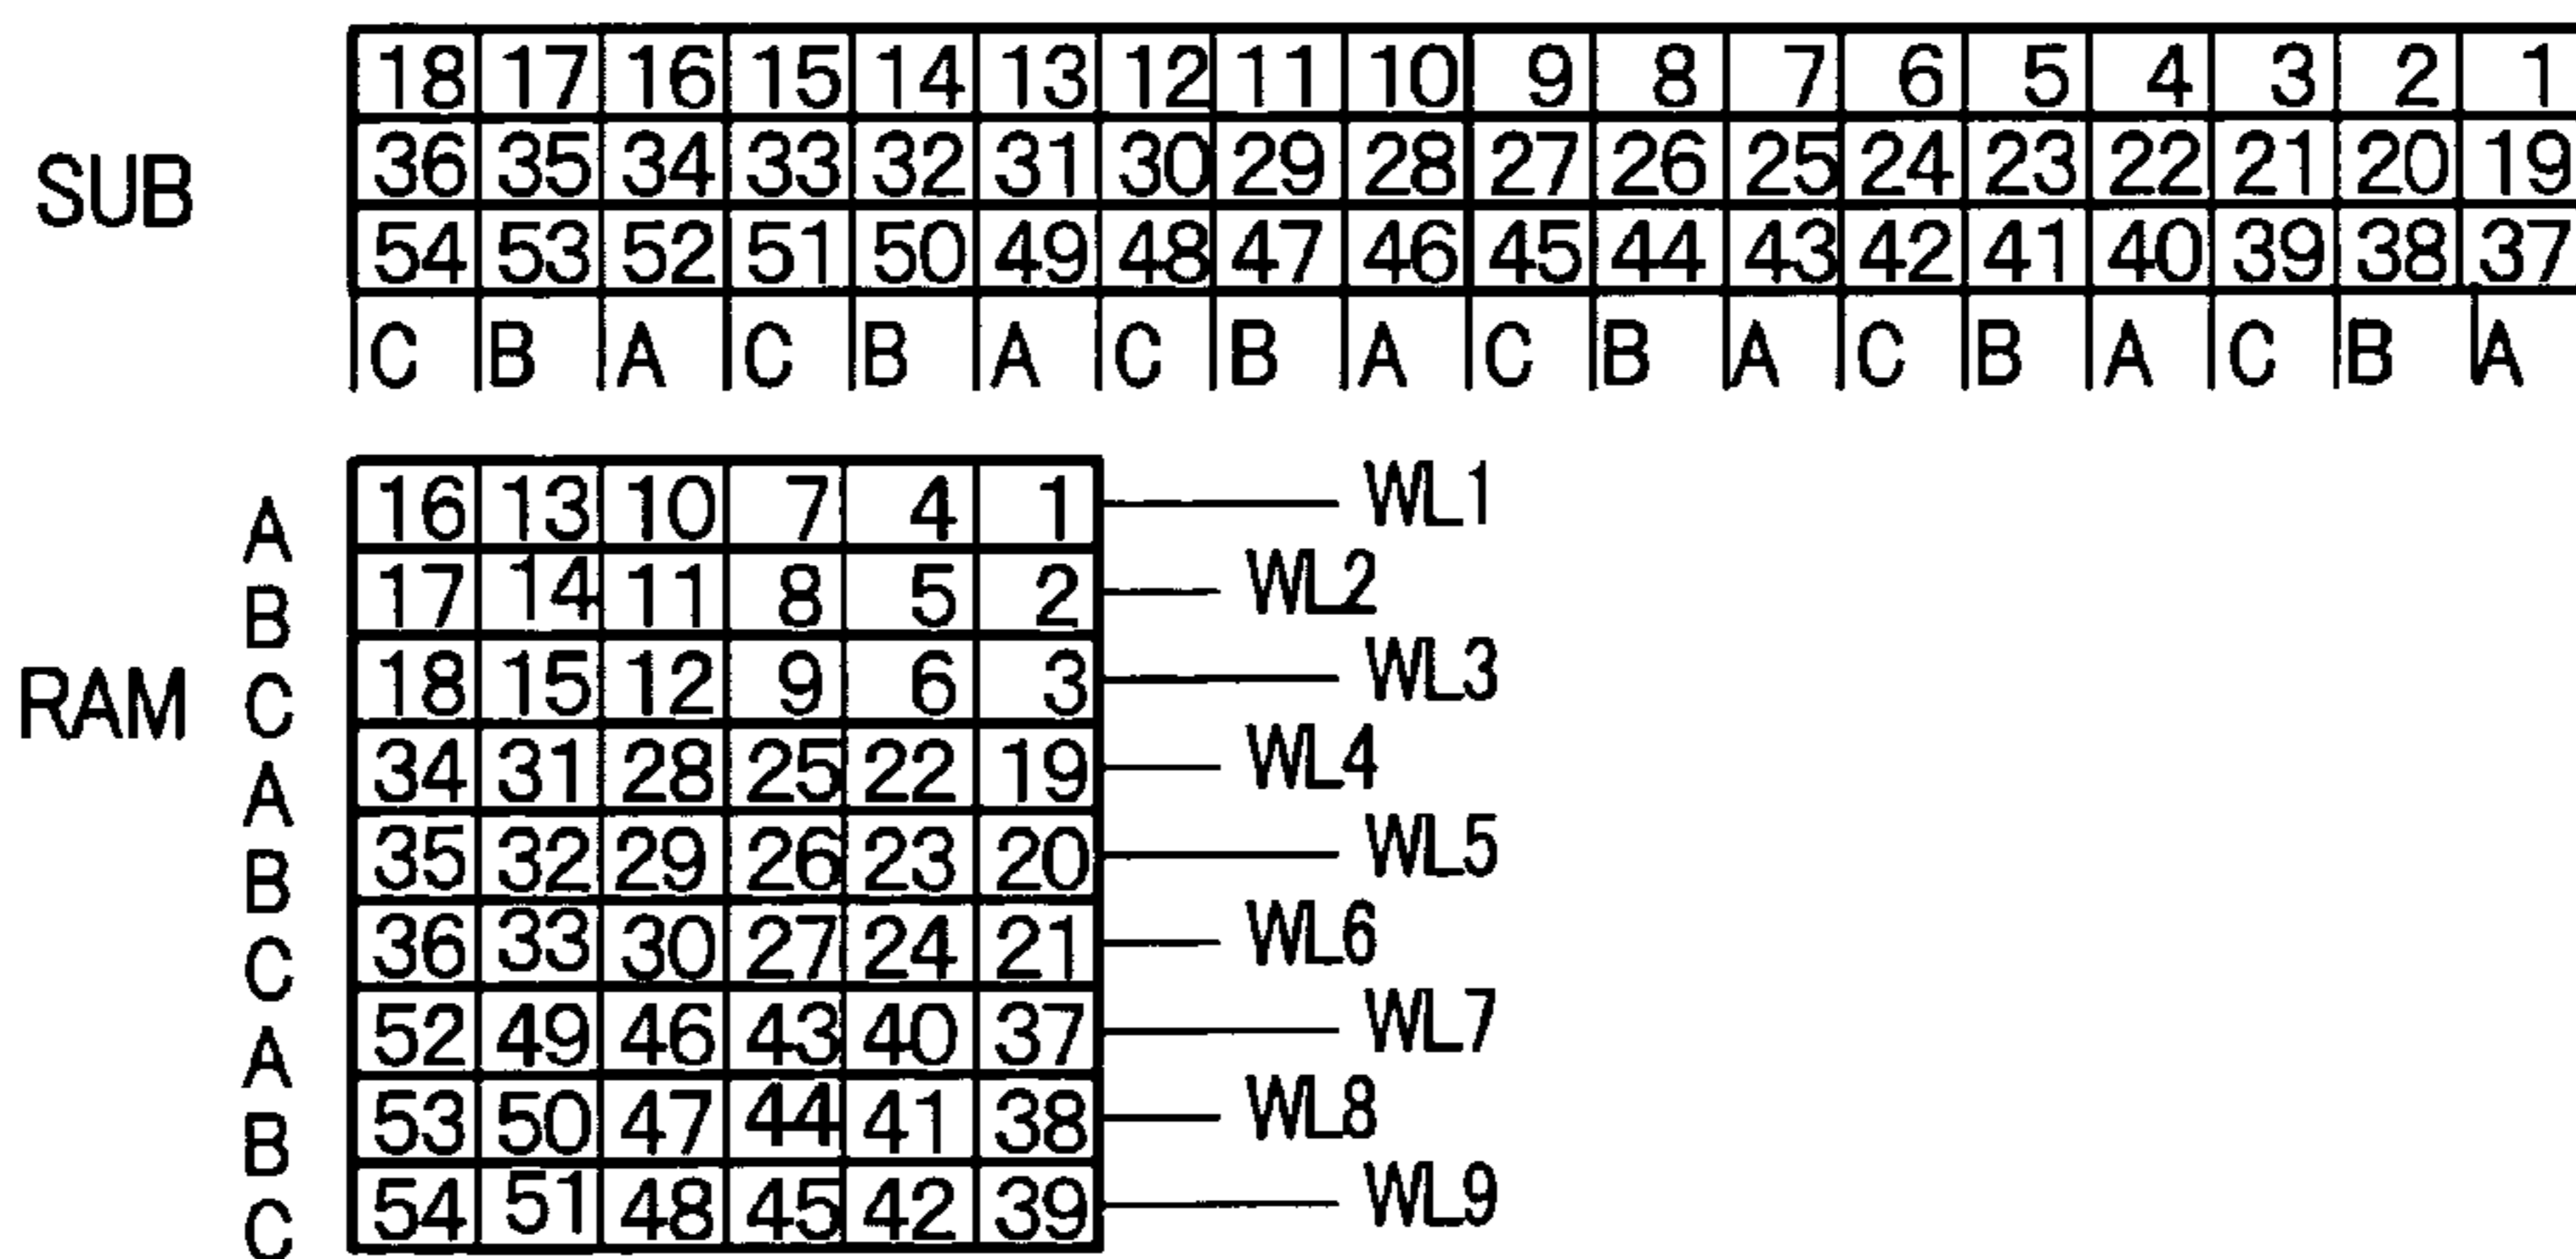 18 17 16 15 14 13 12 11 10 9 8 7 6 5 4 3 2 1
SUB 36 35 34 33 32 31 30 29 28 27 26 25 24 23 22 21 20 19
54 53 52 51 50 49 48 47 46 45 44 43 42 41 40 39 38 37
C B A C B A C B A C B A C B A C B A
A 16 13 10 7 4 1 WL1
B 17 14 11 8 5 2 WL2
RAM C 18 15 12 9 6 3 WL3
A 34 31 28 25 22 19 WL4
B 35 32 29 26 23 20 WL5
C 36 33 30 27 24 21 WL6
A 52 49 46 43 40 37 WL7
B 53 50 47 44 41 38 WL8
C 54 51 48 45 42 39 WL9